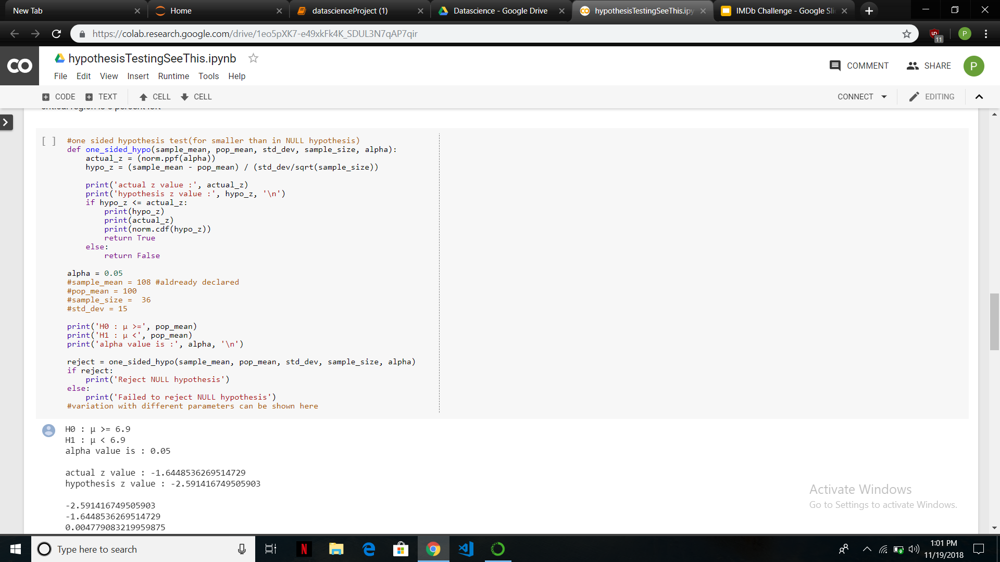 New Tab
Home
datascienceProject (1)
Datascience - Google Drive
hypothesisTestingSeeThis.ipy
IMDb Challenge - Google Sli
https://colab.research.google.com/drive/1eo5pXK7-e49xkFk4K_SDUL3N7qAP7qir
11
P
CO
hypothesisTestingSeeThis.ipynb
COMMENT
SHARE
P
File Edit View Insert Runtime Tools Help
CODE TEXT CELL CELL
CONNECT
EDITING
critical region is 5 percent left
[ ]
#one sided hypothesis test(for smaller than in NULL hypothesis)
def one_sided_hypo(sample_mean, pop_mean, std_dev, sample_size, alpha):
    actual_z = (norm.ppf(alpha))
    hypo_z = (sample_mean - pop_mean) / (std_dev/sqrt(sample_size))
    print('actual z value :', actual_z)
    print('hypothesis z value :', hypo_z, '\n')
    if hypo_z <= actual_z:
        print(hypo_z)
        print(actual_z)
        print(norm.cdf(hypo_z))
        return True
    else:
        return False
alpha = 0.05
#sample_mean = 108 #aldready declared
#pop_mean = 100
#sample_size =  36
#std_dev = 15
print('H0 : μ >=', pop_mean)
print('H1 : μ <', pop_mean)
print('alpha value is :', alpha, '\n')
reject = one_sided_hypo(sample_mean, pop_mean, std_dev, sample_size, alpha)
if reject:
    print('Reject NULL hypothesis')
else:
    print('Failed to reject NULL hypothesis')
#variation with different parameters can be shown here
H0 : μ >= 6.9
H1 : μ < 6.9
alpha value is : 0.05
actual z value : -1.6448536269514729
hypothesis z value : -2.591416749505903
-2.591416749505903
-1.6448536269514729
0.004779083219959875
Activate Windows
Go to Settings to activate Windows.
Type here to search
N
1:01 PM
11/19/2018